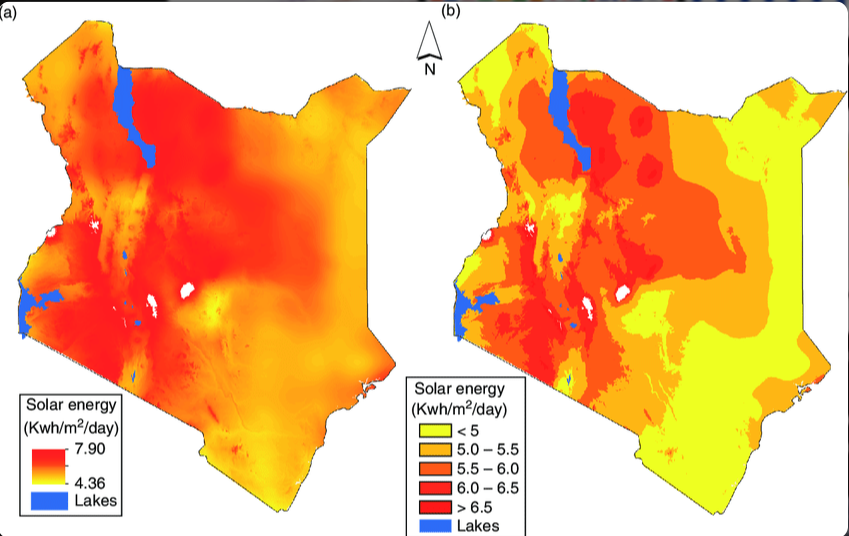 (a)
N
Solar energy
(Kwh/m²/day)
7.90
4.36
Lakes
(b)
Solar energy
(Kwh/m²/day)
< 5
5.0 – 5.5
5.5 – 6.0
6.0 – 6.5
> 6.5
Lakes